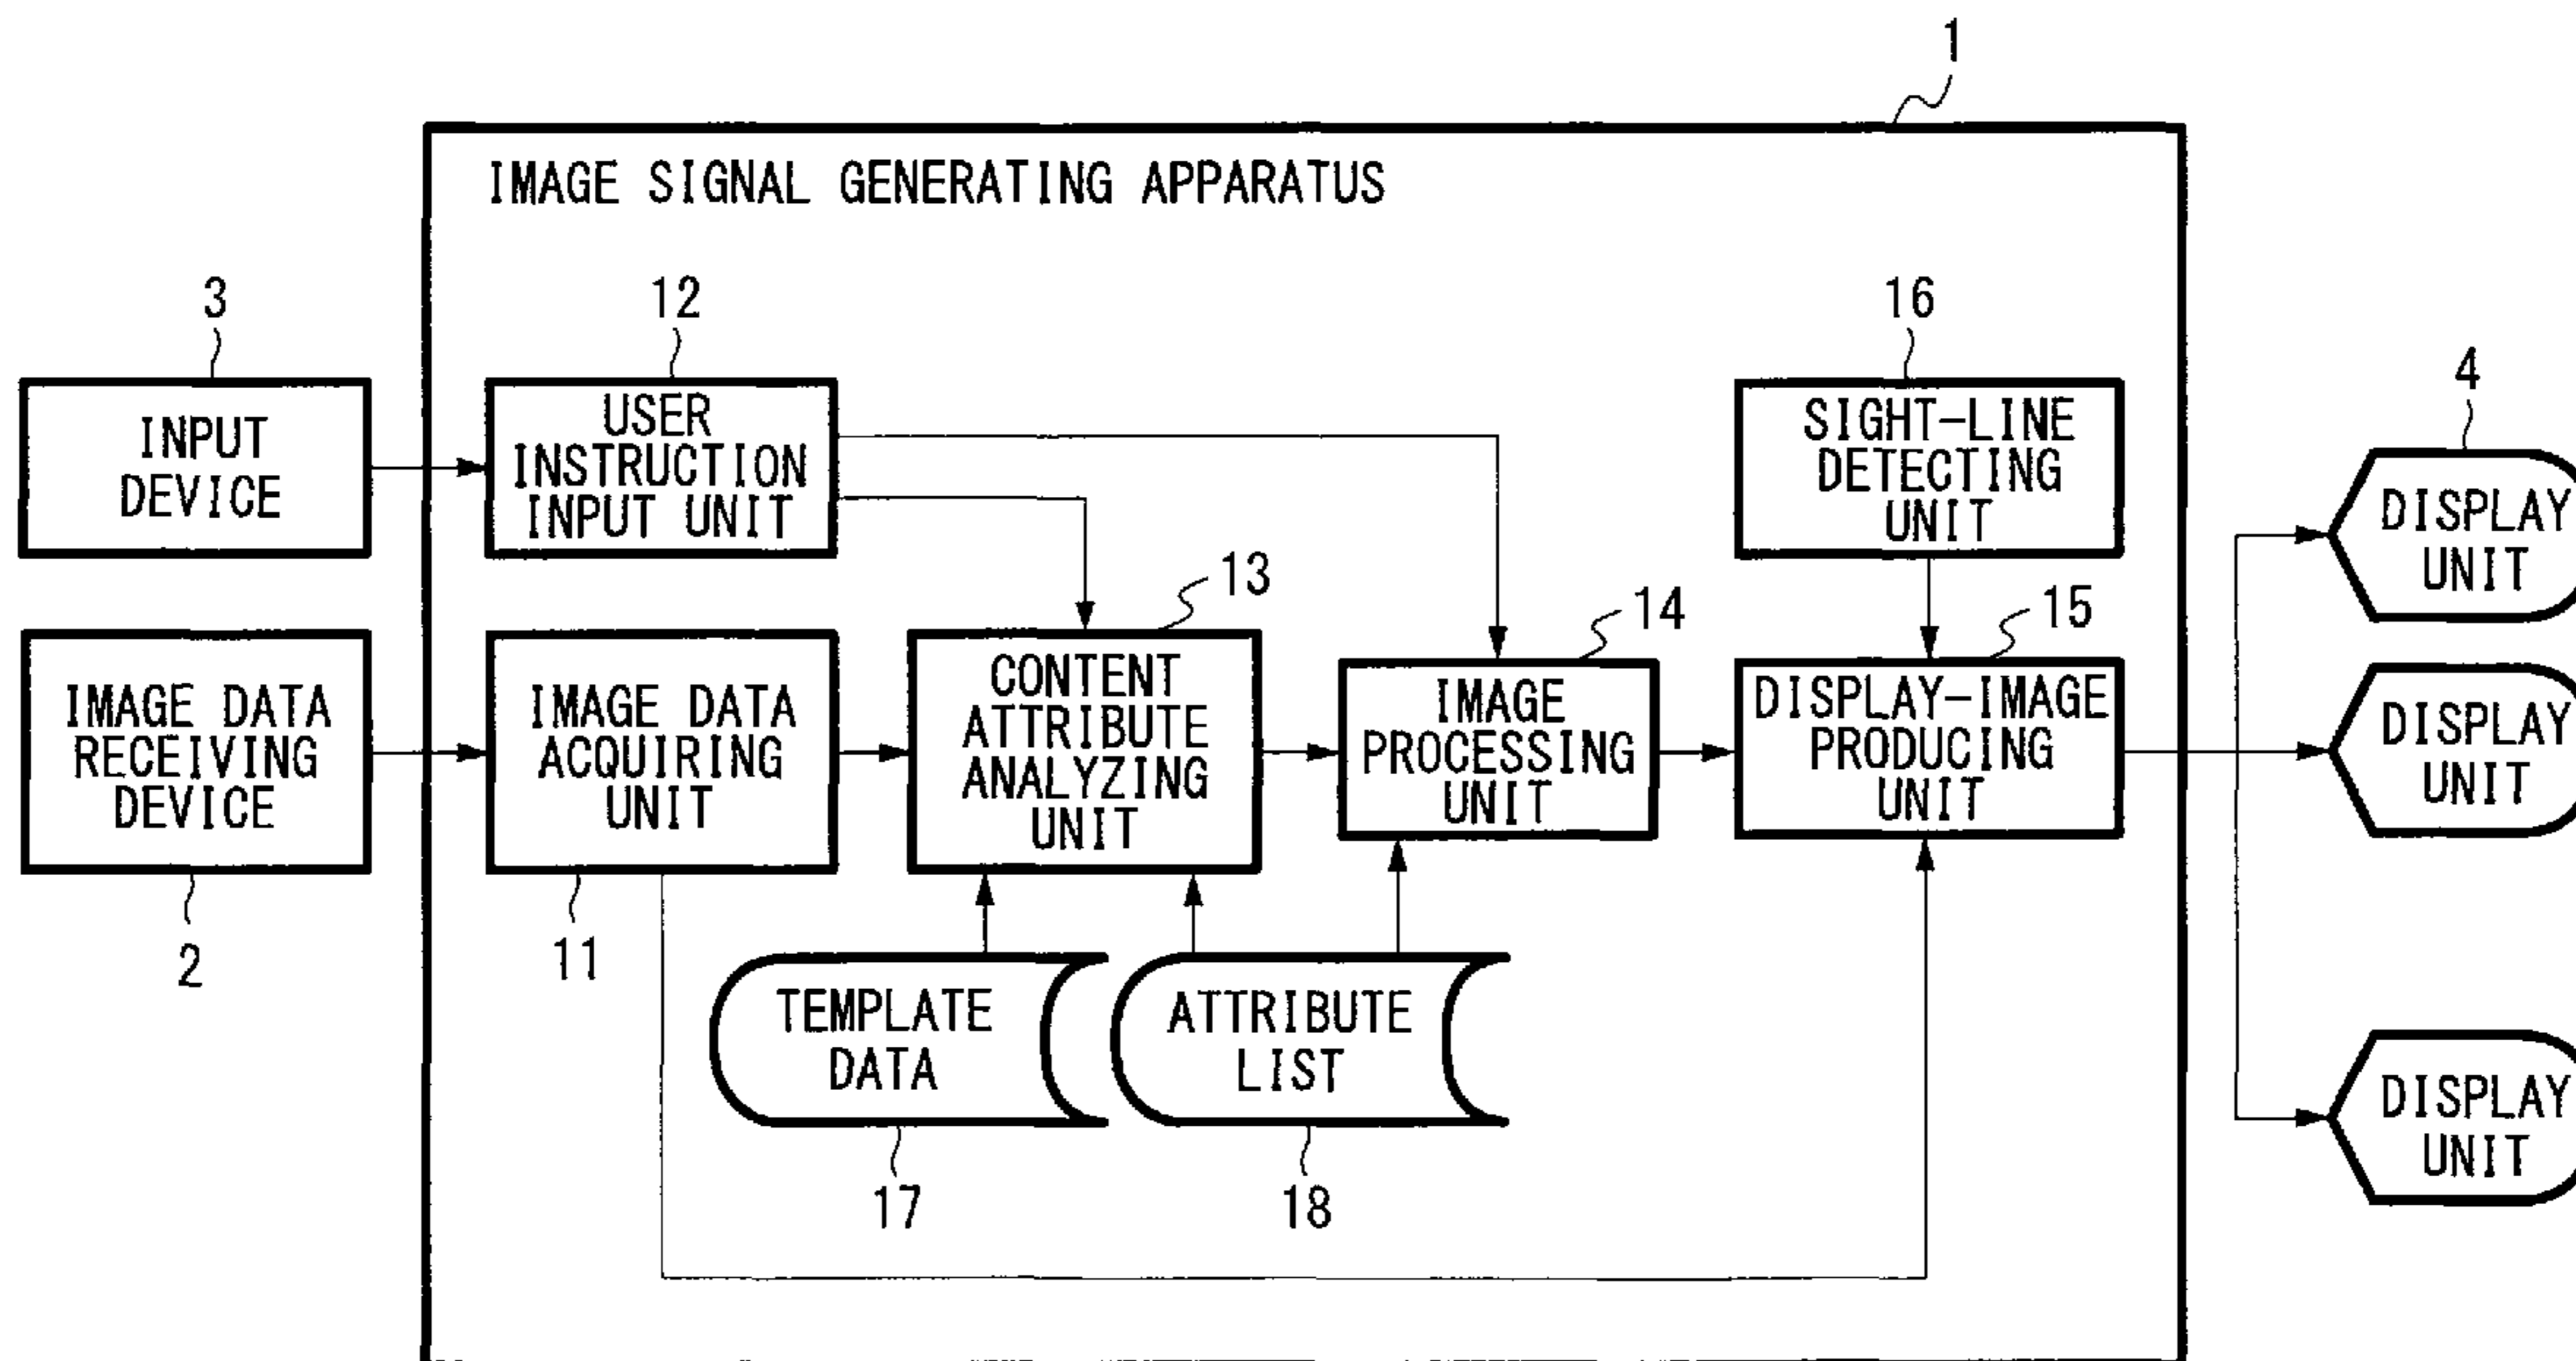 1
IMAGE SIGNAL GENERATING APPARATUS
3
INPUT
DEVICE
12
USER
INSTRUCTION
INPUT UNIT
16
SIGHT-LINE
DETECTING
UNIT
4
DISPLAY
UNIT
IMAGE DATA
RECEIVING
DEVICE
2
IMAGE DATA
ACQUIRING
UNIT
11
13
CONTENT
ATTRIBUTE
ANALYZING
UNIT
14
IMAGE
PROCESSING
UNIT
15
DISPLAY-IMAGE
PRODUCING
UNIT
DISPLAY
UNIT
TEMPLATE
DATA
17
ATTRIBUTE
LIST
18
DISPLAY
UNIT